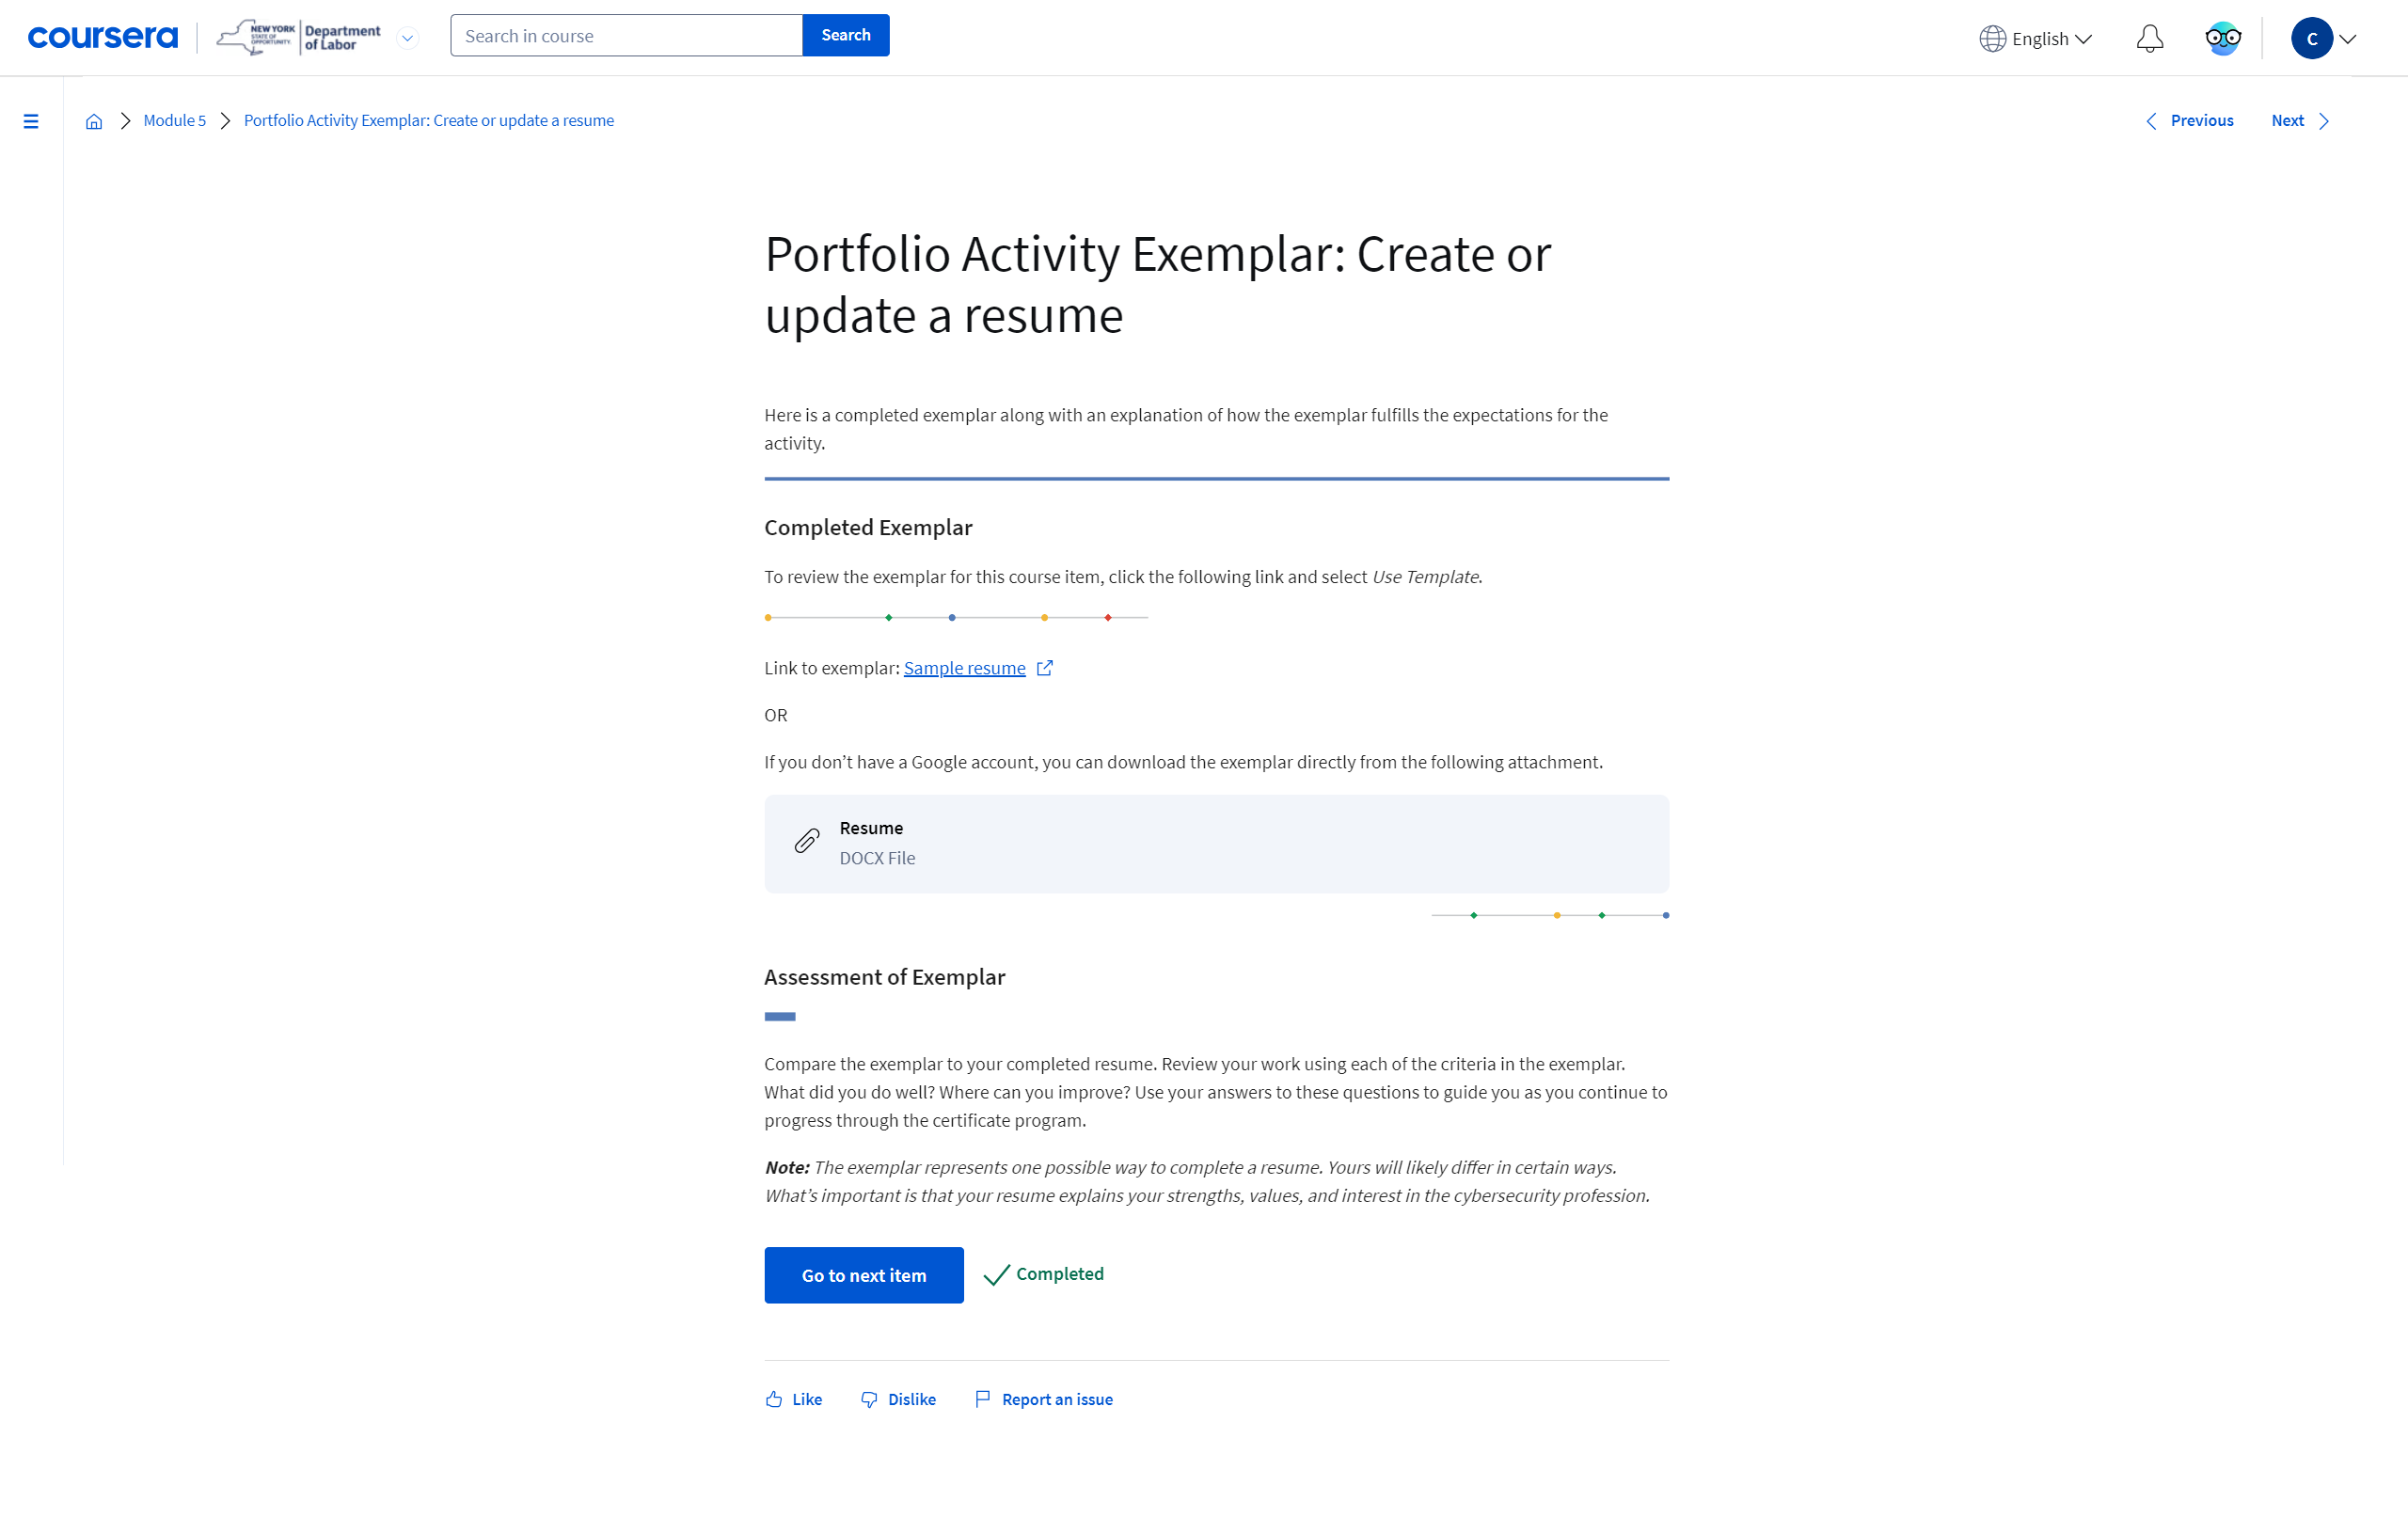 coursera
NEW YORK
STATE OF
OPPORTUNITY.
Department
of Labor
Search in course
Search
English
C
Module 5
Portfolio Activity Exemplar: Create or update a resume
Previous
Next
Portfolio Activity Exemplar: Create or
update a resume
Here is a completed exemplar along with an explanation of how the exemplar fulfills the expectations for the
activity.
Completed Exemplar
To review the exemplar for this course item, click the following link and select Use Template.
Link to exemplar: Sample resume
OR
If you don’t have a Google account, you can download the exemplar directly from the following attachment.
Resume
DOCX File
Assessment of Exemplar
Compare the exemplar to your completed resume. Review your work using each of the criteria in the exemplar.
What did you do well? Where can you improve? Use your answers to these questions to guide you as you continue to
progress through the certificate program.
Note: The exemplar represents one possible way to complete a resume. Yours will likely differ in certain ways.
What’s important is that your resume explains your strengths, values, and interest in the cybersecurity profession.
Go to next item
Completed
Like
Dislike
Report an issue